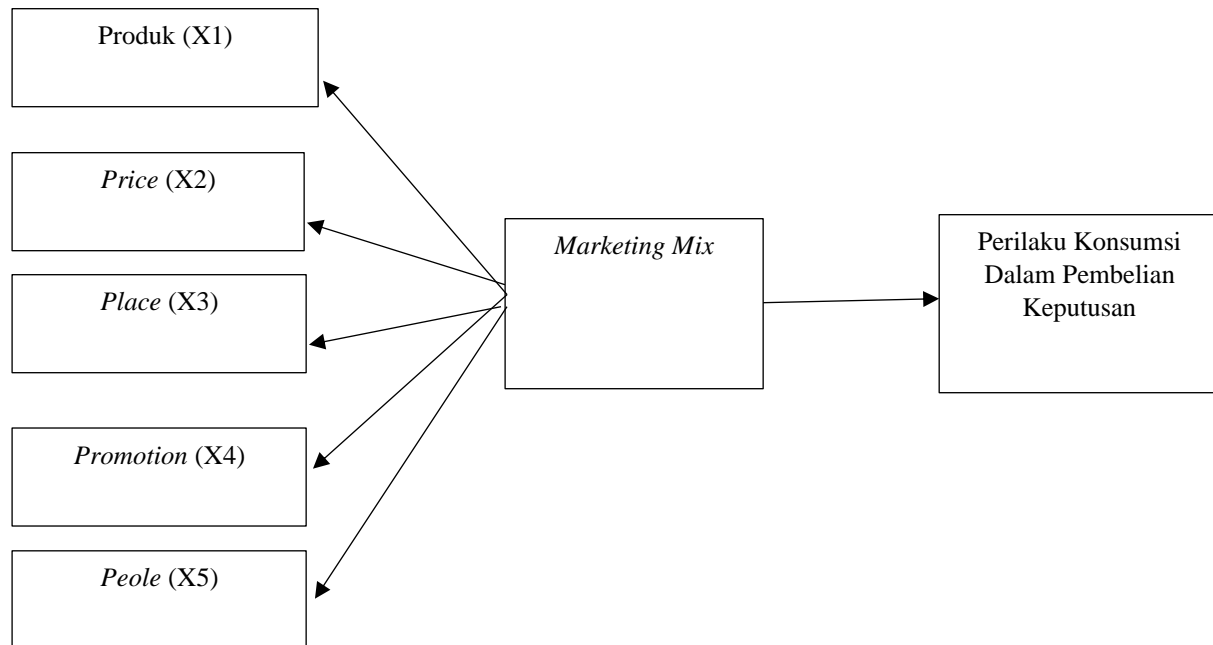 Produk (X1)
Price (X2)
Place (X3)
Promotion (X4)
Peole (X5)
Marketing Mix
Perilaku Konsumsi
Dalam Pembelian
Keputusan